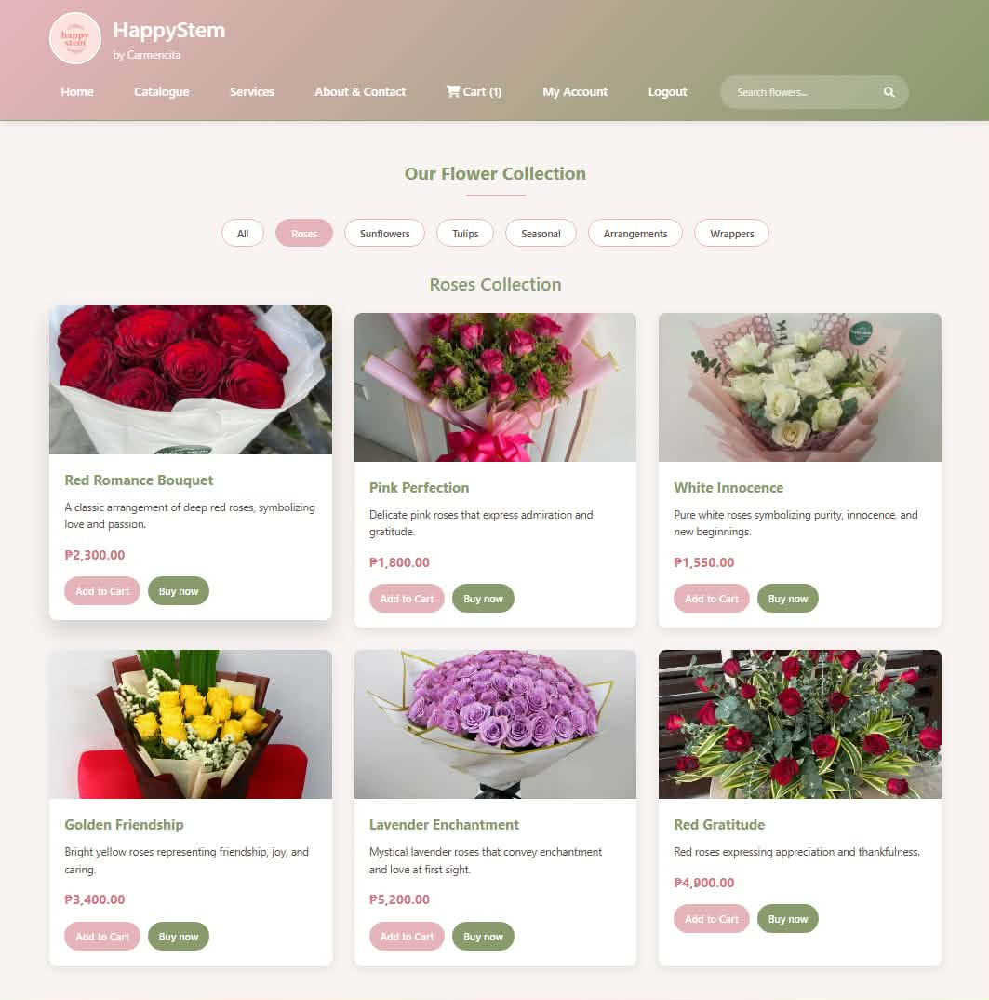 happy
stem
HappyStem
by Carmencita
Home
Catalogue
Services
About & Contact
Cart (1)
My Account
Logout
Search flowers...
Our Flower Collection
All
Roses
Sunflowers
Tulips
Seasonal
Arrangements
Wrappers
Roses Collection
Red Romance Bouquet
A classic arrangement of deep red roses, symbolizing
love and passion.
₱2,300.00
Add to Cart
Buy now
Pink Perfection
Delicate pink roses that express admiration and
gratitude.
₱1,800.00
Add to Cart
Buy now
White Innocence
Pure white roses symbolizing purity, innocence, and
new beginnings.
₱1,550.00
Add to Cart
Buy now
Golden Friendship
Bright yellow roses representing friendship, joy, and
caring.
₱3,400.00
Add to Cart
Buy now
Lavender Enchantment
Mystical lavender roses that convey enchantment
and love at first sight.
₱5,200.00
Add to Cart
Buy now
Red Gratitude
Red roses expressing appreciation and thankfulness.
₱4,900.00
Add to Cart
Buy now